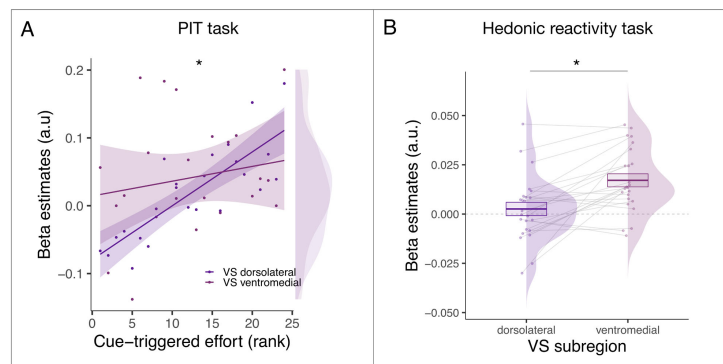 A
PIT task
*
Beta estimates (a.u)
0.2
0.1
0.0
−0.1
VS dorsolateral
VS ventromedial
0
5
10
15
20
25
Cue−triggered effort (rank)
B
Hedonic reactivity task
*
Beta estimates (a.u.)
0.050
0.025
0.000
−0.025
−0.050
dorsolateral
ventromedial
VS subregion